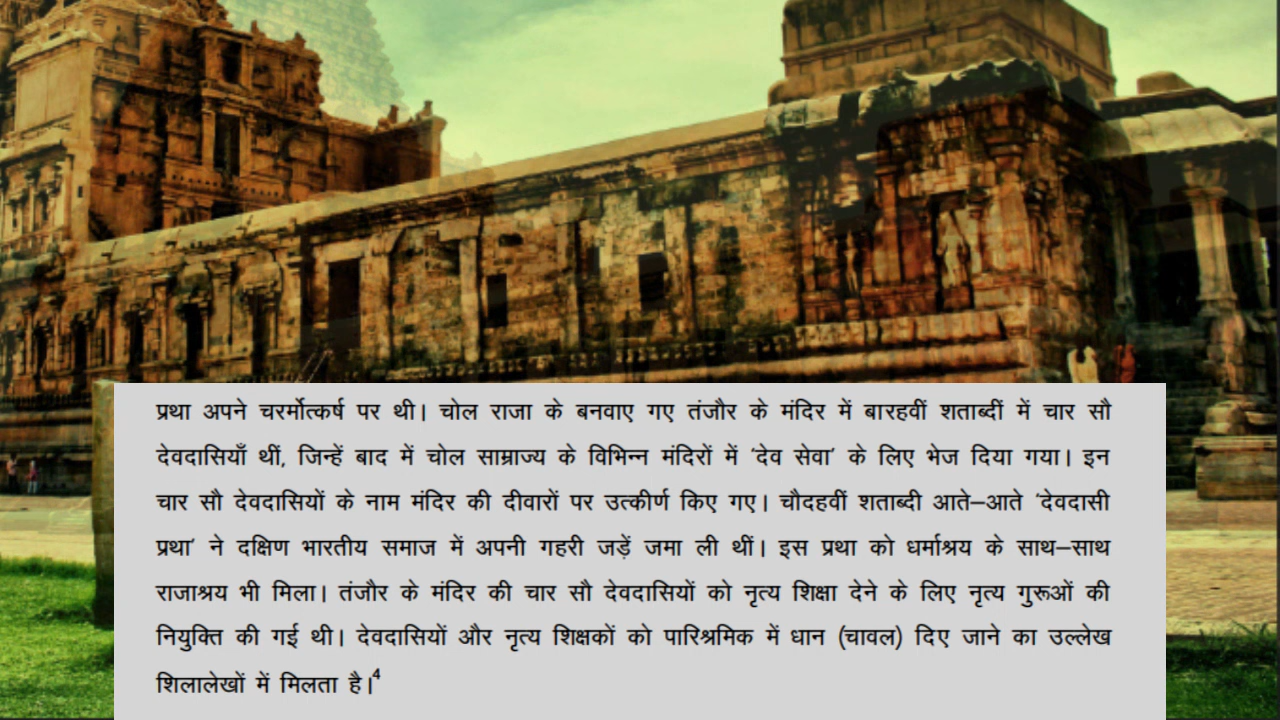 प्रथा अपने चरर्मोत्कर्ष पर थी। चोल राजा के बनवाए गए तंजौर के मंदिर में बारहवीं शताब्दीं में चार सौ
देवदासियाँ थीं, जिन्हें बाद में चोल साम्राज्य के विभिन्न मंदिरों में ‘देव सेवा’ के लिए भेज दिया गया। इन
चार सौ देवदासियों के नाम मंदिर की दीवारों पर उत्कीर्ण किए गए। चौदहवीं शताब्दी आते–आते ‘देवदासी
प्रथा’ ने दक्षिण भारतीय समाज में अपनी गहरी जड़ें जमा ली थीं। इस प्रथा को धर्माश्रय के साथ–साथ
राजाश्रय भी मिला। तंजौर के मंदिर की चार सौ देवदासियों को नृत्य शिक्षा देने के लिए नृत्य गुरूओं की
नियुक्ति की गई थी। देवदासियों और नृत्य शिक्षकों को पारिश्रमिक में धान (चावल) दिए जाने का उल्लेख
शिलालेखों में मिलता है।4